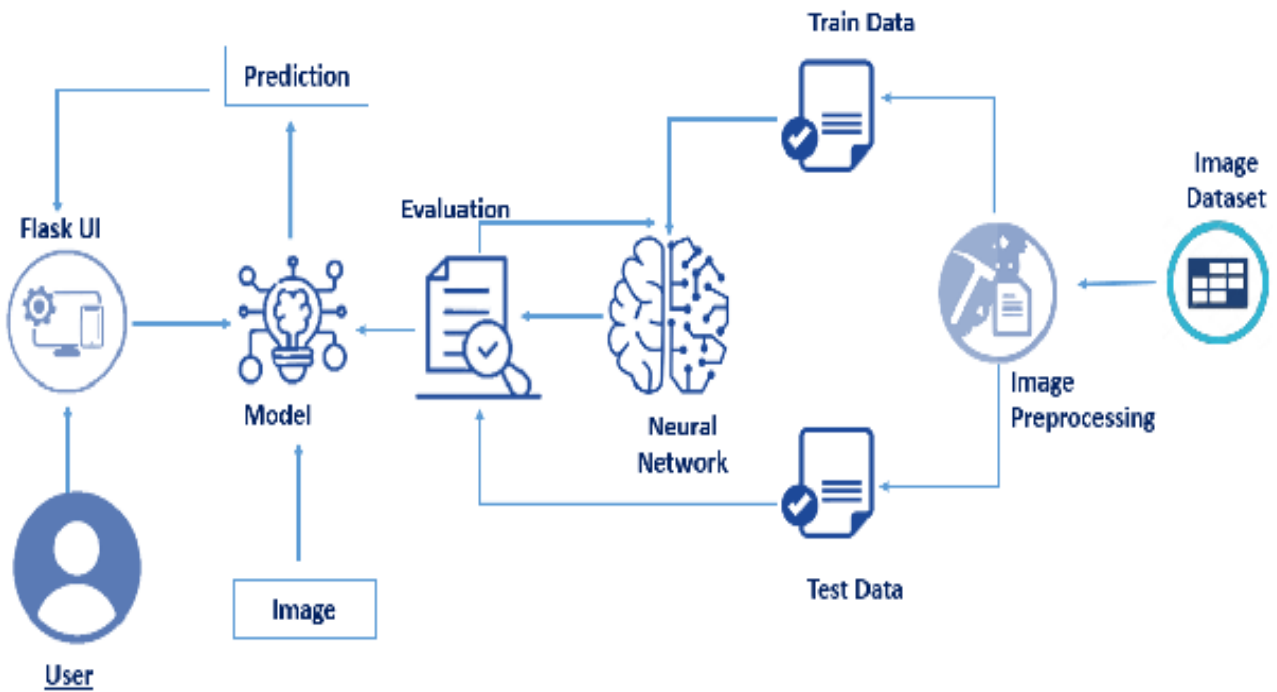 Train Data
Prediction
Image
Dataset
Evaluation
Flask UI
Image
Preprocessing
Model
Neural
Network
Test Data
Image
User